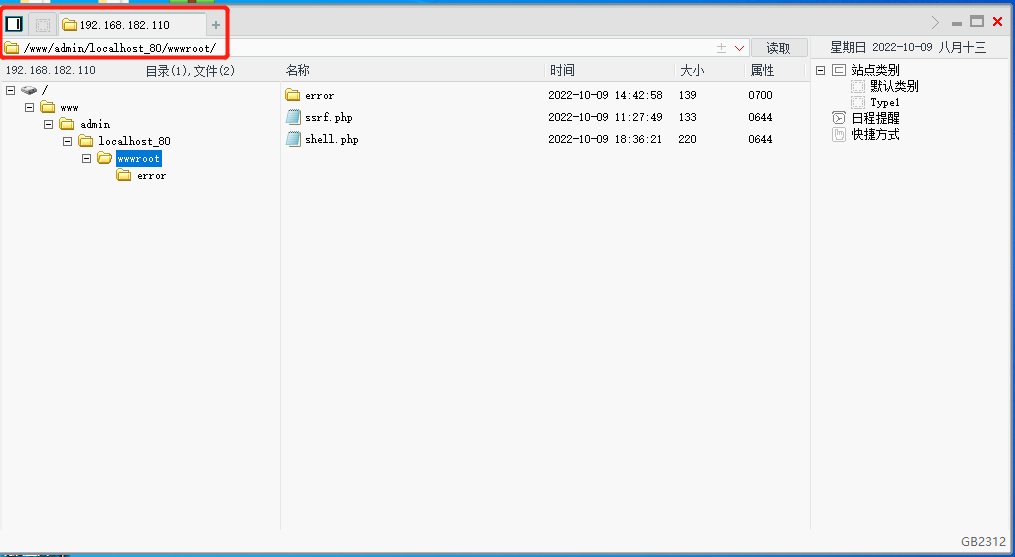 192.168.182.110
/www/admin/localhost_80/wwwroot/
读取
星期日 2022-10-09 八月十三
192.168.182.110 目录(1),文件(2)
名称 时间 大小 属性
/
www
admin
localhost_80
wwwroot
error
error 2022-10-09 14:42:58 139 0700
ssrf.php 2022-10-09 11:27:49 133 0644
shell.php 2022-10-09 18:36:21 220 0644
站点类别
默认类别
Type1
日程提醒
快捷方式
GB2312